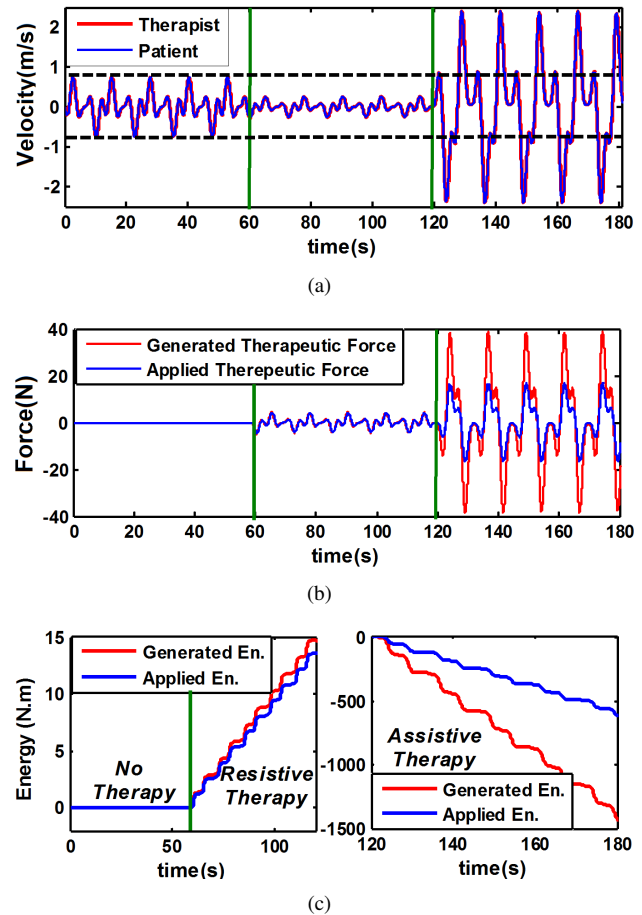 Therapist
Patient
Velocity(m/s)
2
1
0
-1
-2
0 20 40 60 80 100 120 140 160 180
time(s)
(a)
Generated Therapeutic Force
Applied Therepeutic Force
Force(N)
40
20
0
-20
-40
0 20 40 60 80 100 120 140 160 180
time(s)
(b)
Generated En.
Applied En.
Energy (N.m)
15
10
5
0
No Therapy
Resistive Therapy
0 50 100
time(s)
0
-500
-1000
-1500
Assistive
Therapy
Generated En.
Applied En.
120 140 160 180
time(s)
(c)